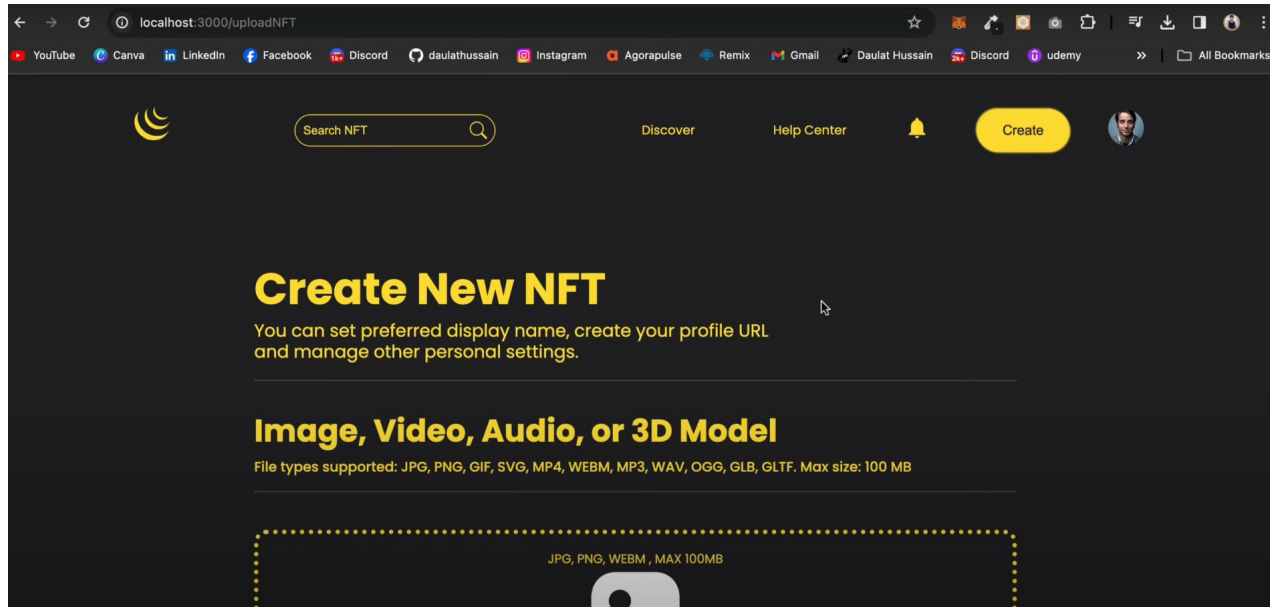 localhost:3000/uploadNFT
YouTube Canva LinkedIn Facebook 1k+ Discord daulathussain Instagram Agorapulse Remix Gmail Daulat Hussain 2k+ Discord udemy » All Bookmarks
Search NFT Discover Help Center Create
Create New NFT
You can set preferred display name, create your profile URL
and manage other personal settings.
Image, Video, Audio, or 3D Model
File types supported: JPG, PNG, GIF, SVG, MP4, WEBM, MP3, WAV, OGG, GLB, GLTF. Max size: 100 MB
JPG, PNG, WEBM , MAX 100MB